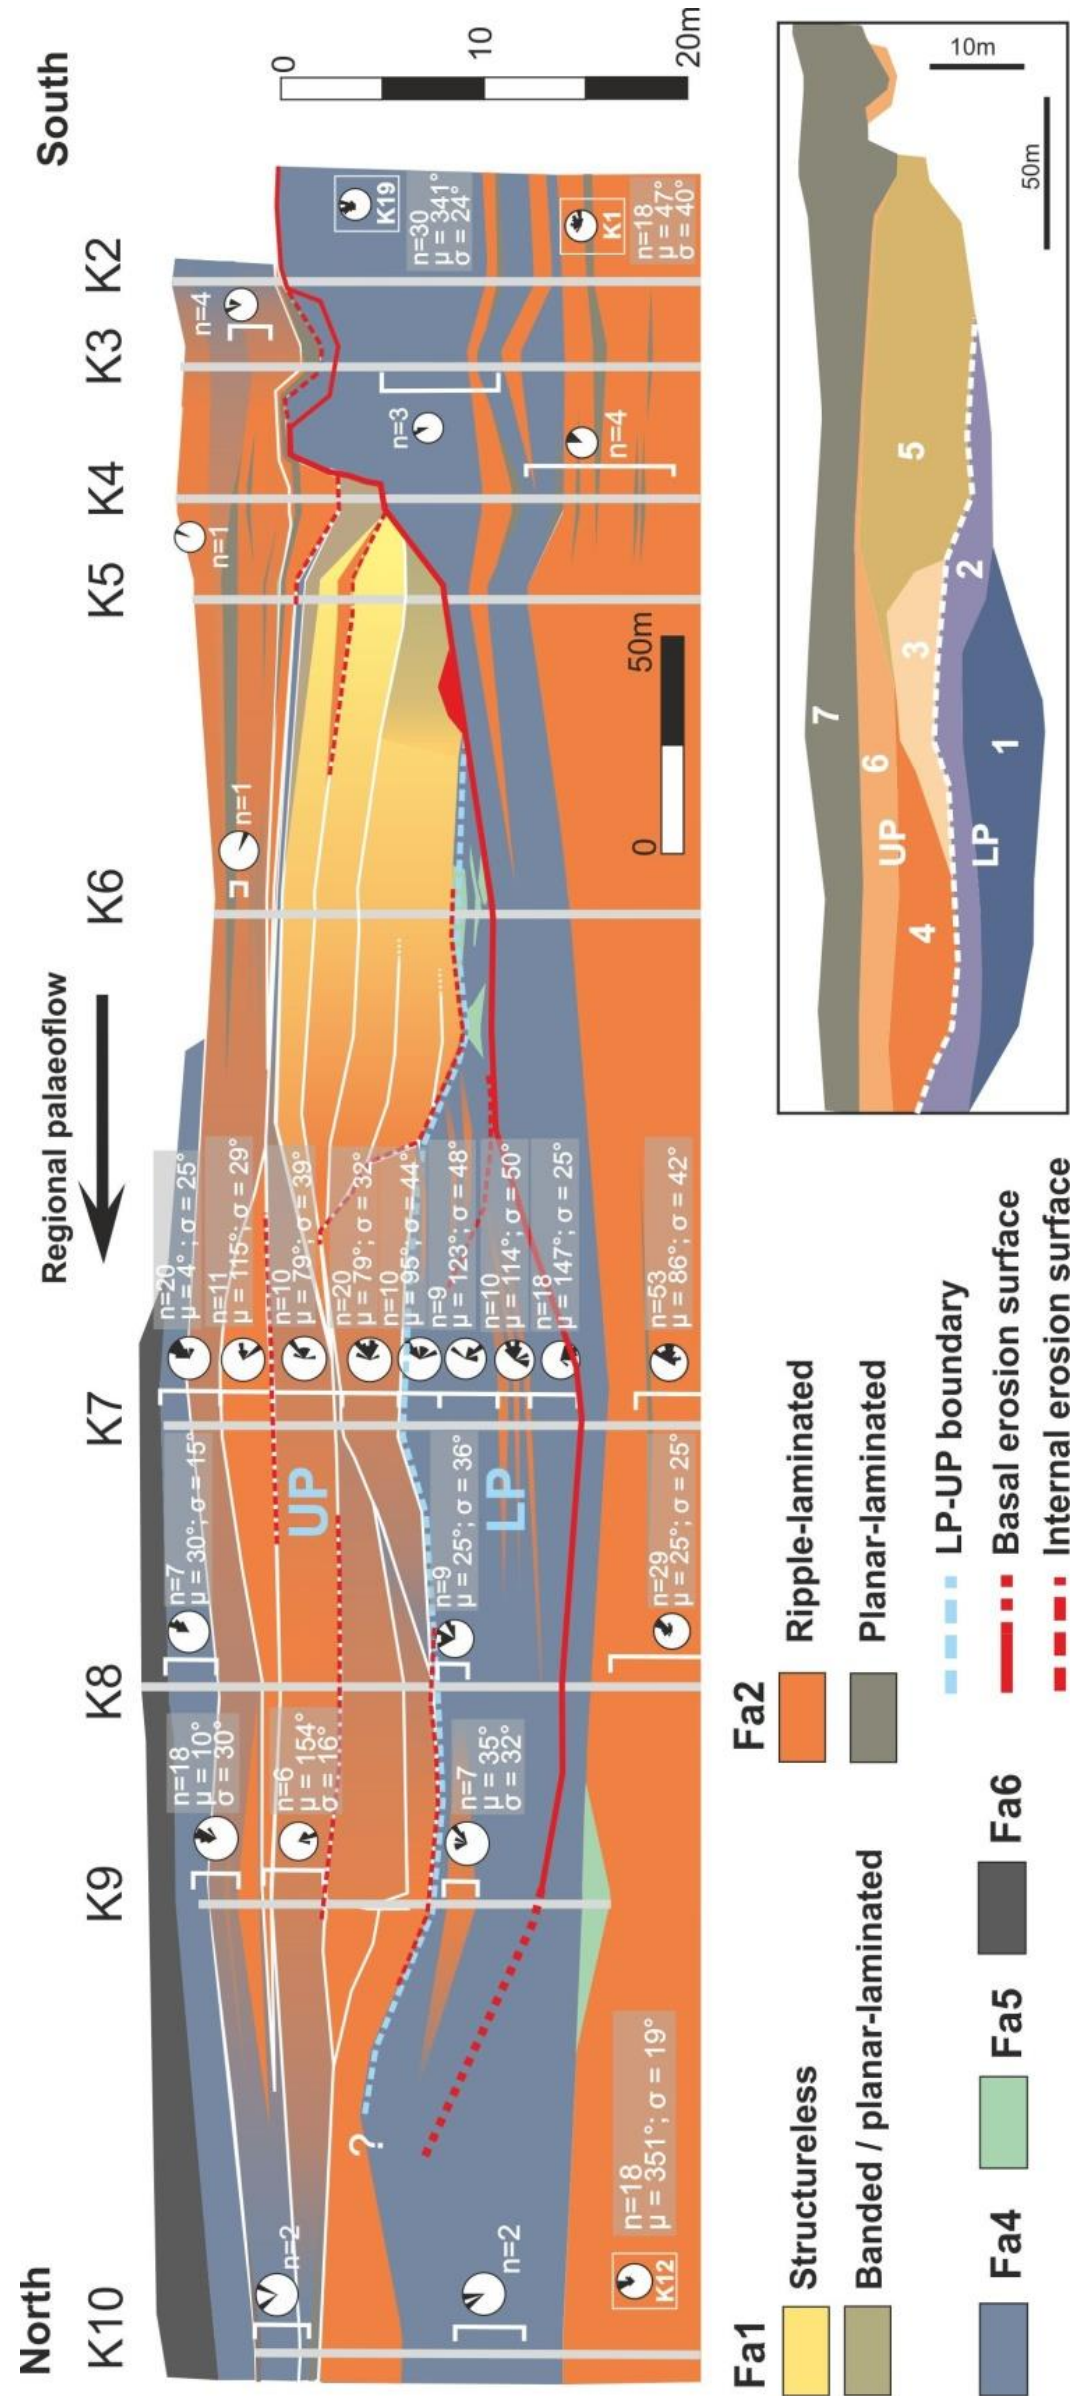 North
South
Regional palaeoflow
K10
K9
K8
K7
K6
K5
K4
K3
K2
0
10
20m
n=2
n=18
μ = 10°
σ = 30°
n=7
μ = 30°; σ = 15°
n=20
μ = 4°; σ = 25°
n=11
μ = 115°; σ = 29°
n=10
μ = 79°; σ = 39°
n=20
μ = 79°; σ = 32°
n=10
μ = 95°; σ = 44°
n=9
μ = 123°; σ = 48°
n=10
μ = 114°; σ = 50°
n=18
μ = 147°; σ = 25°
n=53
μ = 86°; σ = 42°
n=6
μ = 154°
σ = 16°
n=7
μ = 35°
σ = 32°
n=9
μ = 25°; σ = 36°
n=29
μ = 25°; σ = 25°
UP
LP
?
n=2
K12
n=18
μ = 351°; σ = 19°
n=1
n=1
n=4
n=3
n=4
K19
n=30
μ = 341°
σ = 24°
K1
n=18
μ = 47°
σ = 40°
0
50m
Fa1
Structureless
Banded / planar-laminated
Fa2
Ripple-laminated
Planar-laminated
Fa4
Fa5
Fa6
LP-UP boundary
Basal erosion surface
Internal erosion surface
7
6
UP
5
4
3
2
LP
1
10m
50m